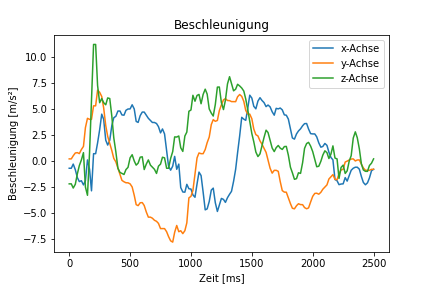 Beschleunigung
x-Achse
y-Achse
z-Achse
Beschleunigung [m/s²]
10.0
7.5
5.0
2.5
0.0
−2.5
−5.0
−7.5
0
500
1000
1500
2000
2500
Zeit [ms]